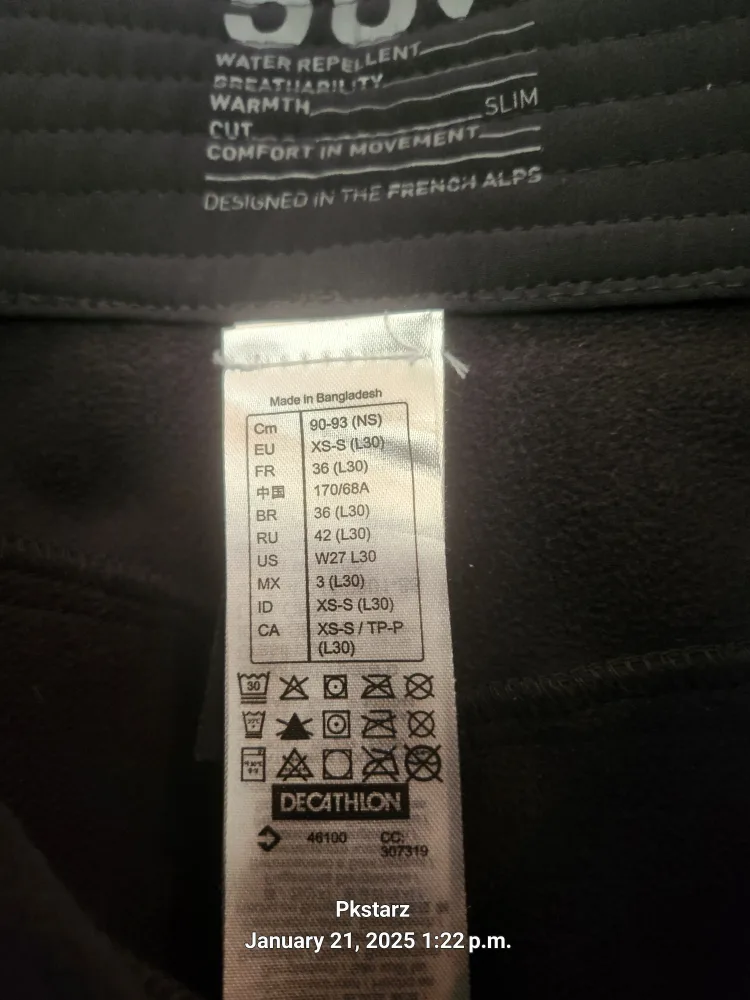 WATER REPELLENT
BREATHABILITY
WARMTH
SLIM
CUT
COMFORT IN MOVEMENT
DESIGNED IN THE FRENCH ALPS
Made in Bangladesh
Cm 90-93 (NS)
EU XS-S (L30)
FR 36 (L30)
中国 170/68A
BR 36 (L30)
RU 42 (L30)
US W27 L30
MX 3 (L30)
ID XS-S (L30)
CA XS-S / TP-P
(L30)
30
DECATHLON
46100 CC:
307319
Pkstarz
January 21, 2025 1:22 p.m.